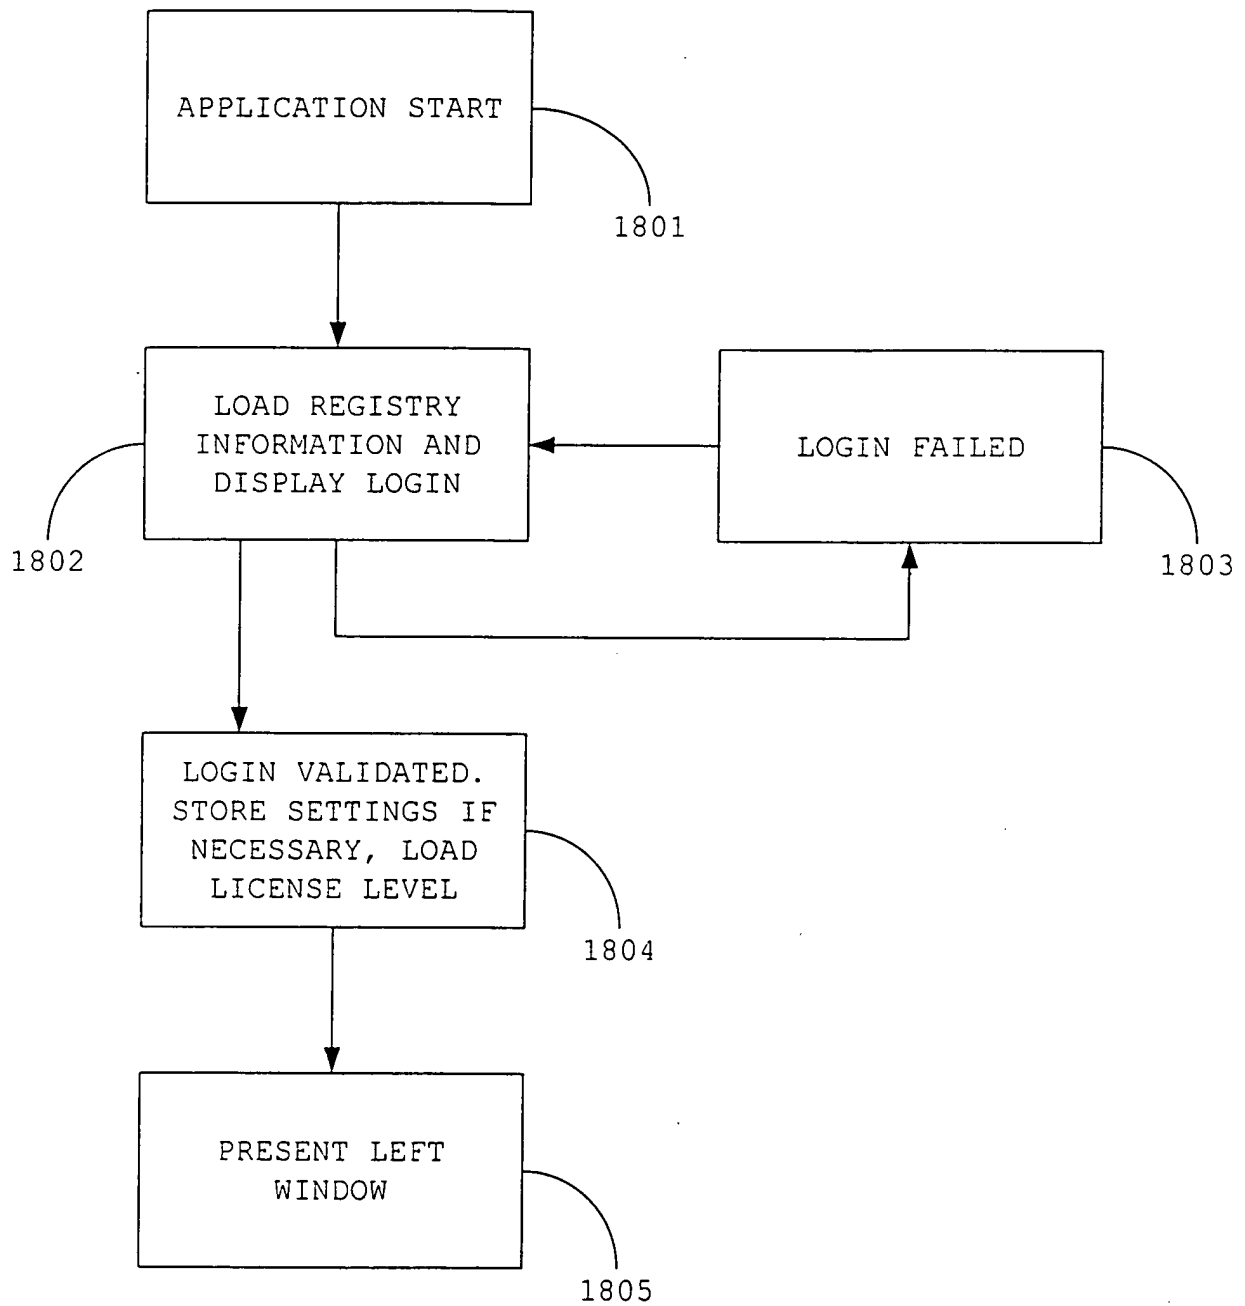 APPLICATION START
1801
LOAD REGISTRY
INFORMATION AND
DISPLAY LOGIN
1802
LOGIN FAILED
1803
LOGIN VALIDATED.
STORE SETTINGS IF
NECESSARY, LOAD
LICENSE LEVEL
1804
PRESENT LEFT
WINDOW
1805